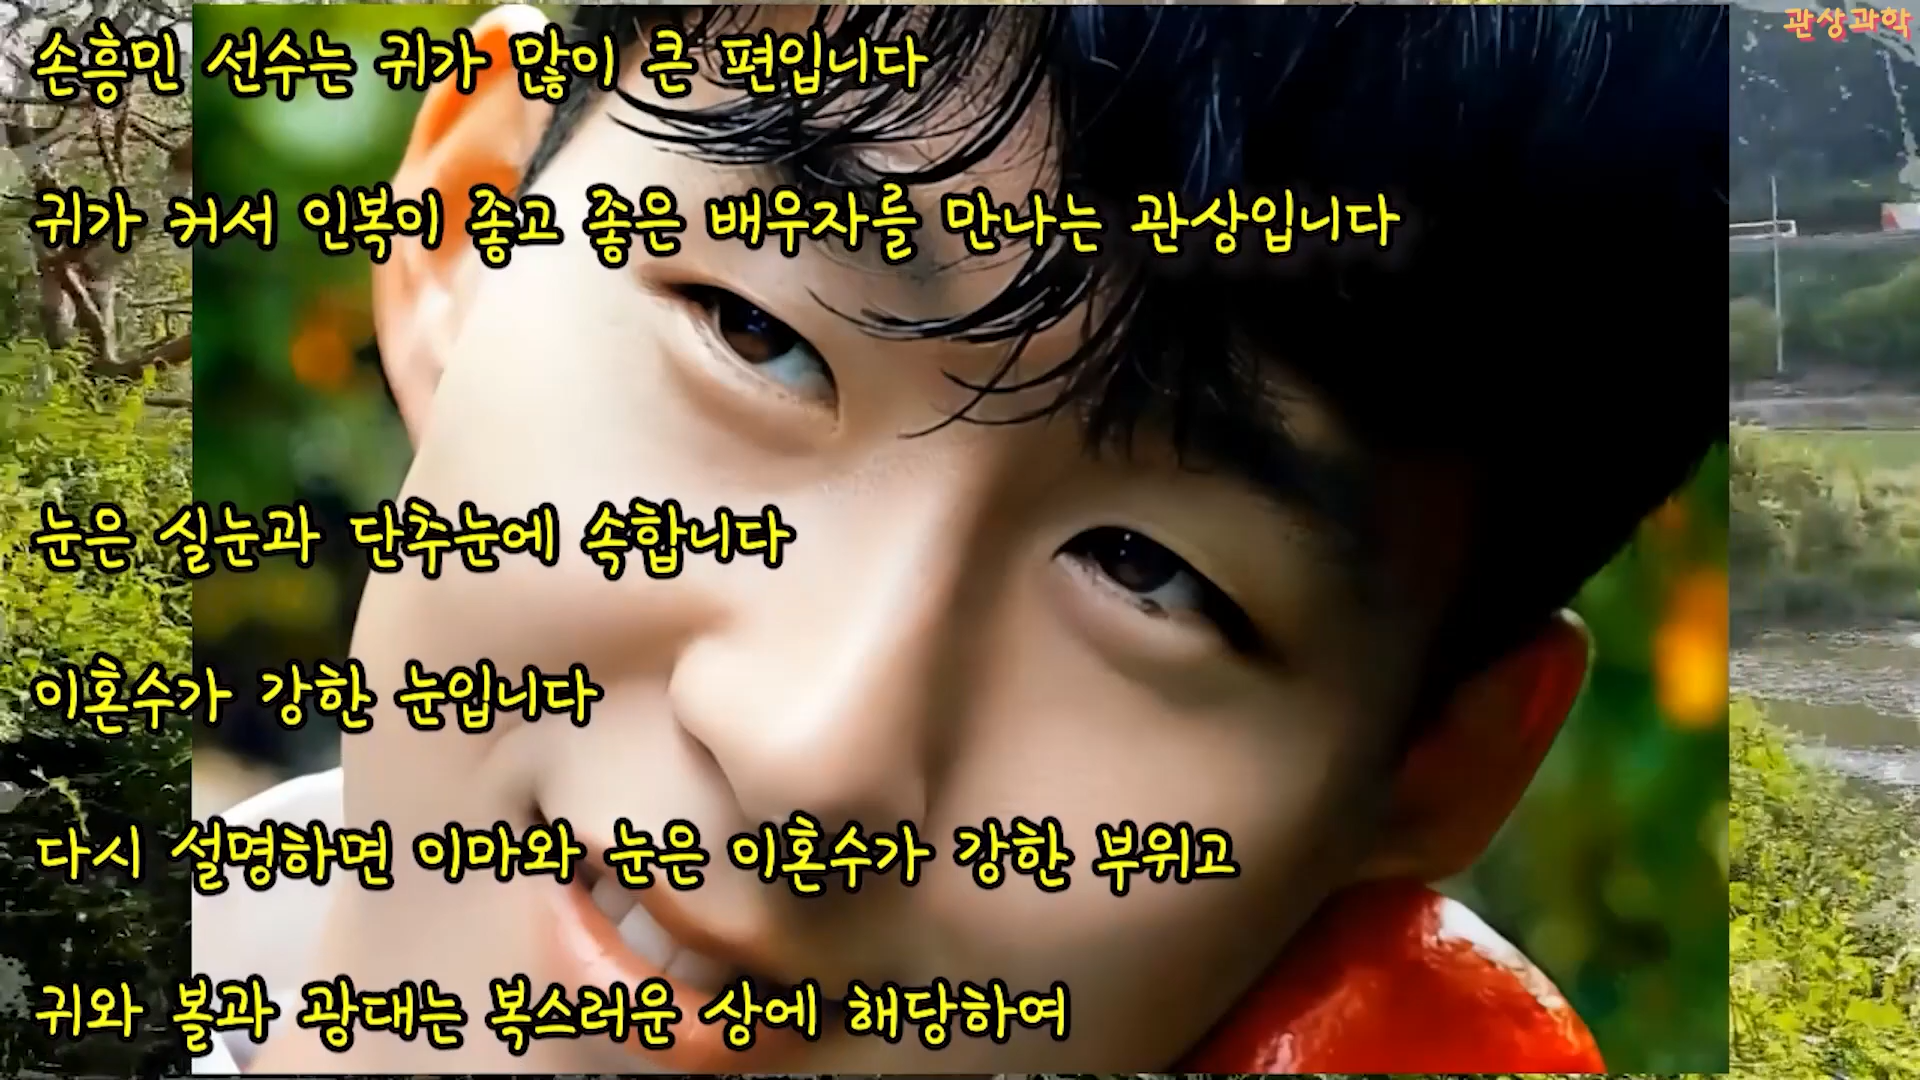 관상과학
손흥민 선수는 귀가 많이 큰 편입니다
귀가 커서 인복이 좋고 좋은 배우자를 만나는 관상입니다
눈은 실눈과 단추눈에 속합니다
이혼수가 강한 눈입니다
다시 설명하면 이마와 눈은 이혼수가 강한 부위고
귀와 볼과 광대는 복스러운 상에 해당하여